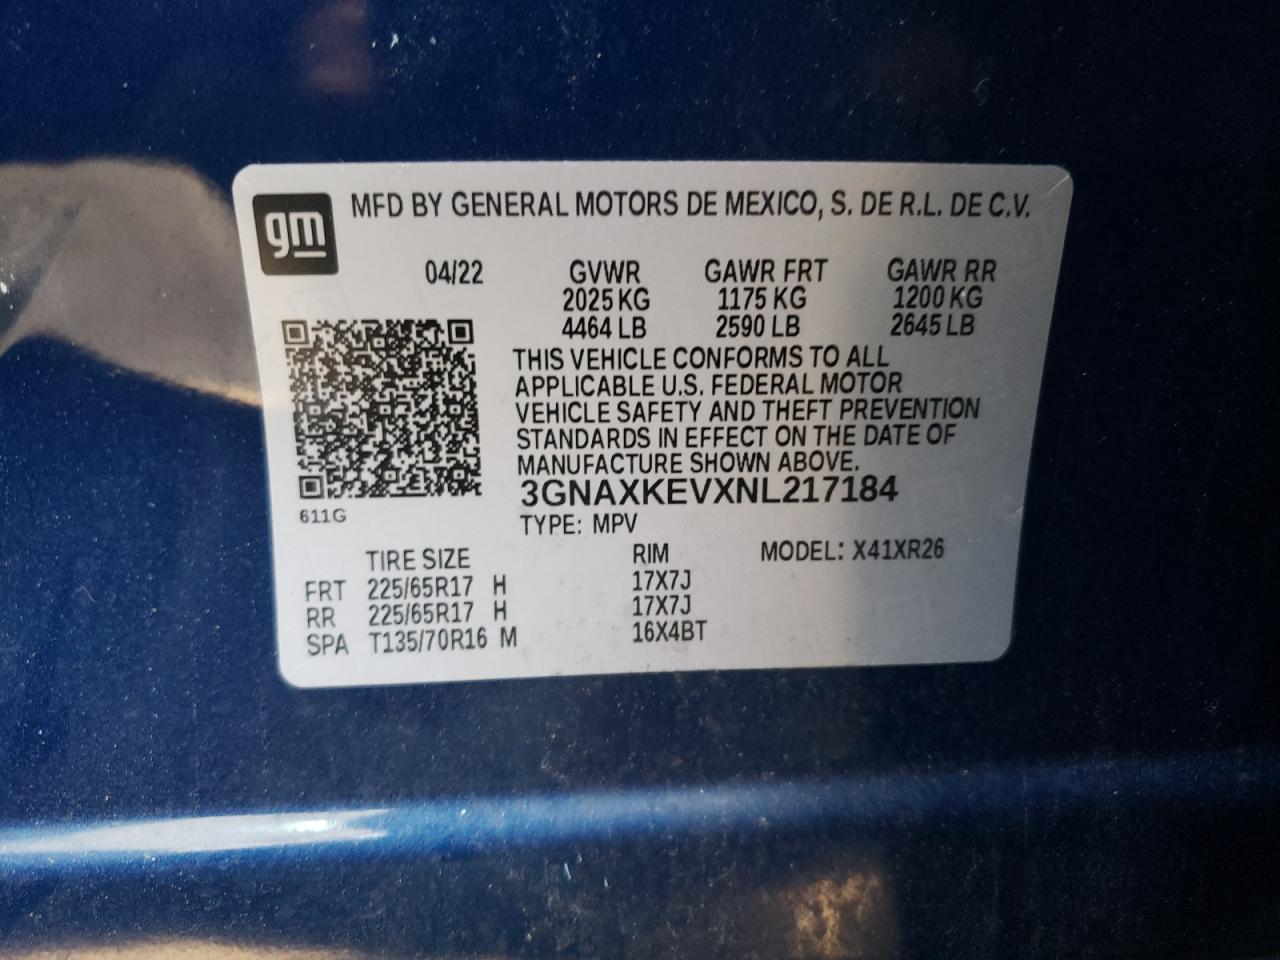 gm
MFD BY GENERAL MOTORS DE MEXICO, S. DE R.L. DE C.V.
04/22 GVWR GAWR FRT GAWR RR
2025 KG 1175 KG 1200 KG
4464 LB 2590 LB 2645 LB
THIS VEHICLE CONFORMS TO ALL
APPLICABLE U.S. FEDERAL MOTOR
VEHICLE SAFETY AND THEFT PREVENTION
STANDARDS IN EFFECT ON THE DATE OF
MANUFACTURE SHOWN ABOVE.
3GNAXKEVXNL217184
611G
TYPE: MPV
TIRE SIZE RIM MODEL: X41XR26
FRT 225/65R17 H 17X7J
RR 225/65R17 H 17X7J
SPA T135/70R16 M 16X4BT